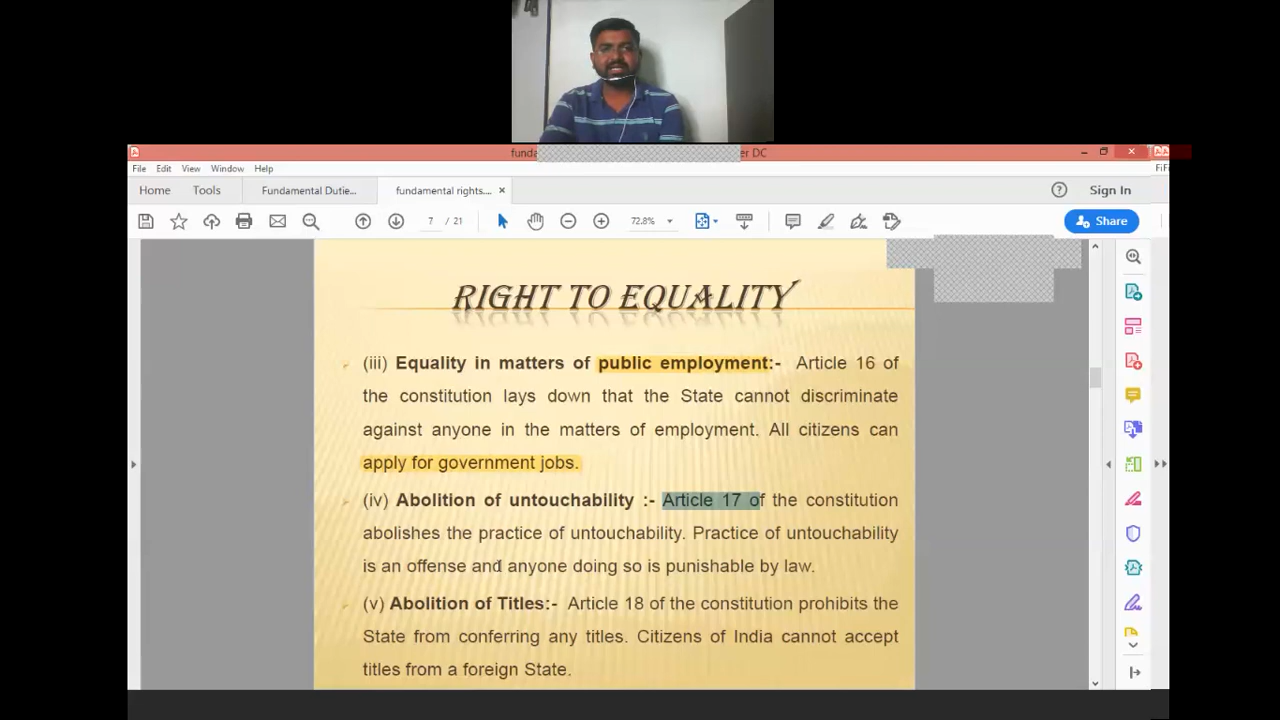 funda er DC
File Edit View Window Help
FiFi
Home Tools Fundamental Dutie... fundamental rights.... Sign In
7 / 21 72.8% Share
RIGHT TO EQUALITY
(iii) Equality in matters of public employment:- Article 16 of
the constitution lays down that the State cannot discriminate
against anyone in the matters of employment. All citizens can
apply for government jobs.
(iv) Abolition of untouchability :- Article 17 of the constitution
abolishes the practice of untouchability. Practice of untouchability
is an offense and anyone doing so is punishable by law.
(v) Abolition of Titles:- Article 18 of the constitution prohibits the
State from conferring any titles. Citizens of India cannot accept
titles from a foreign State.